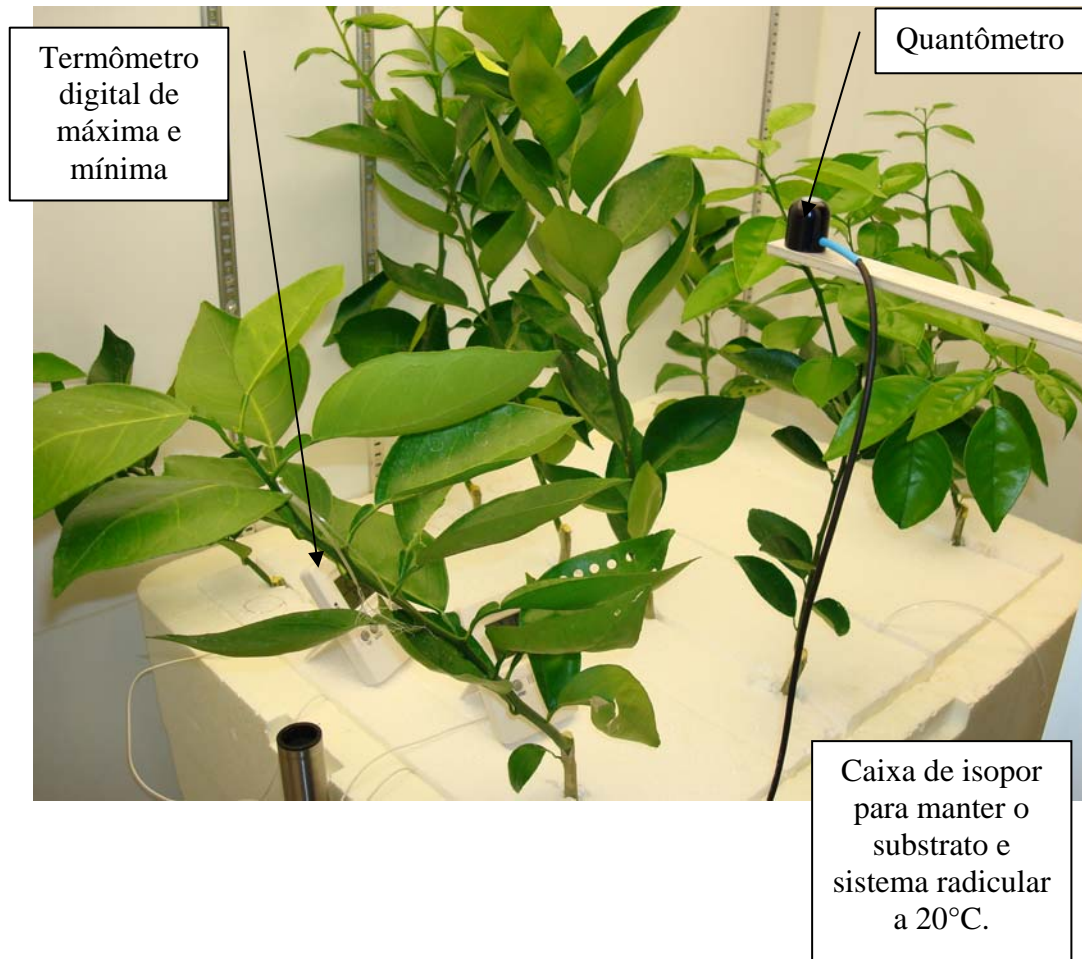 Termômetro
digital de
máxima e
mínima
Quantômetro
Caixa de isopor
para manter o
substrato e
sistema radicular
a 20°C.